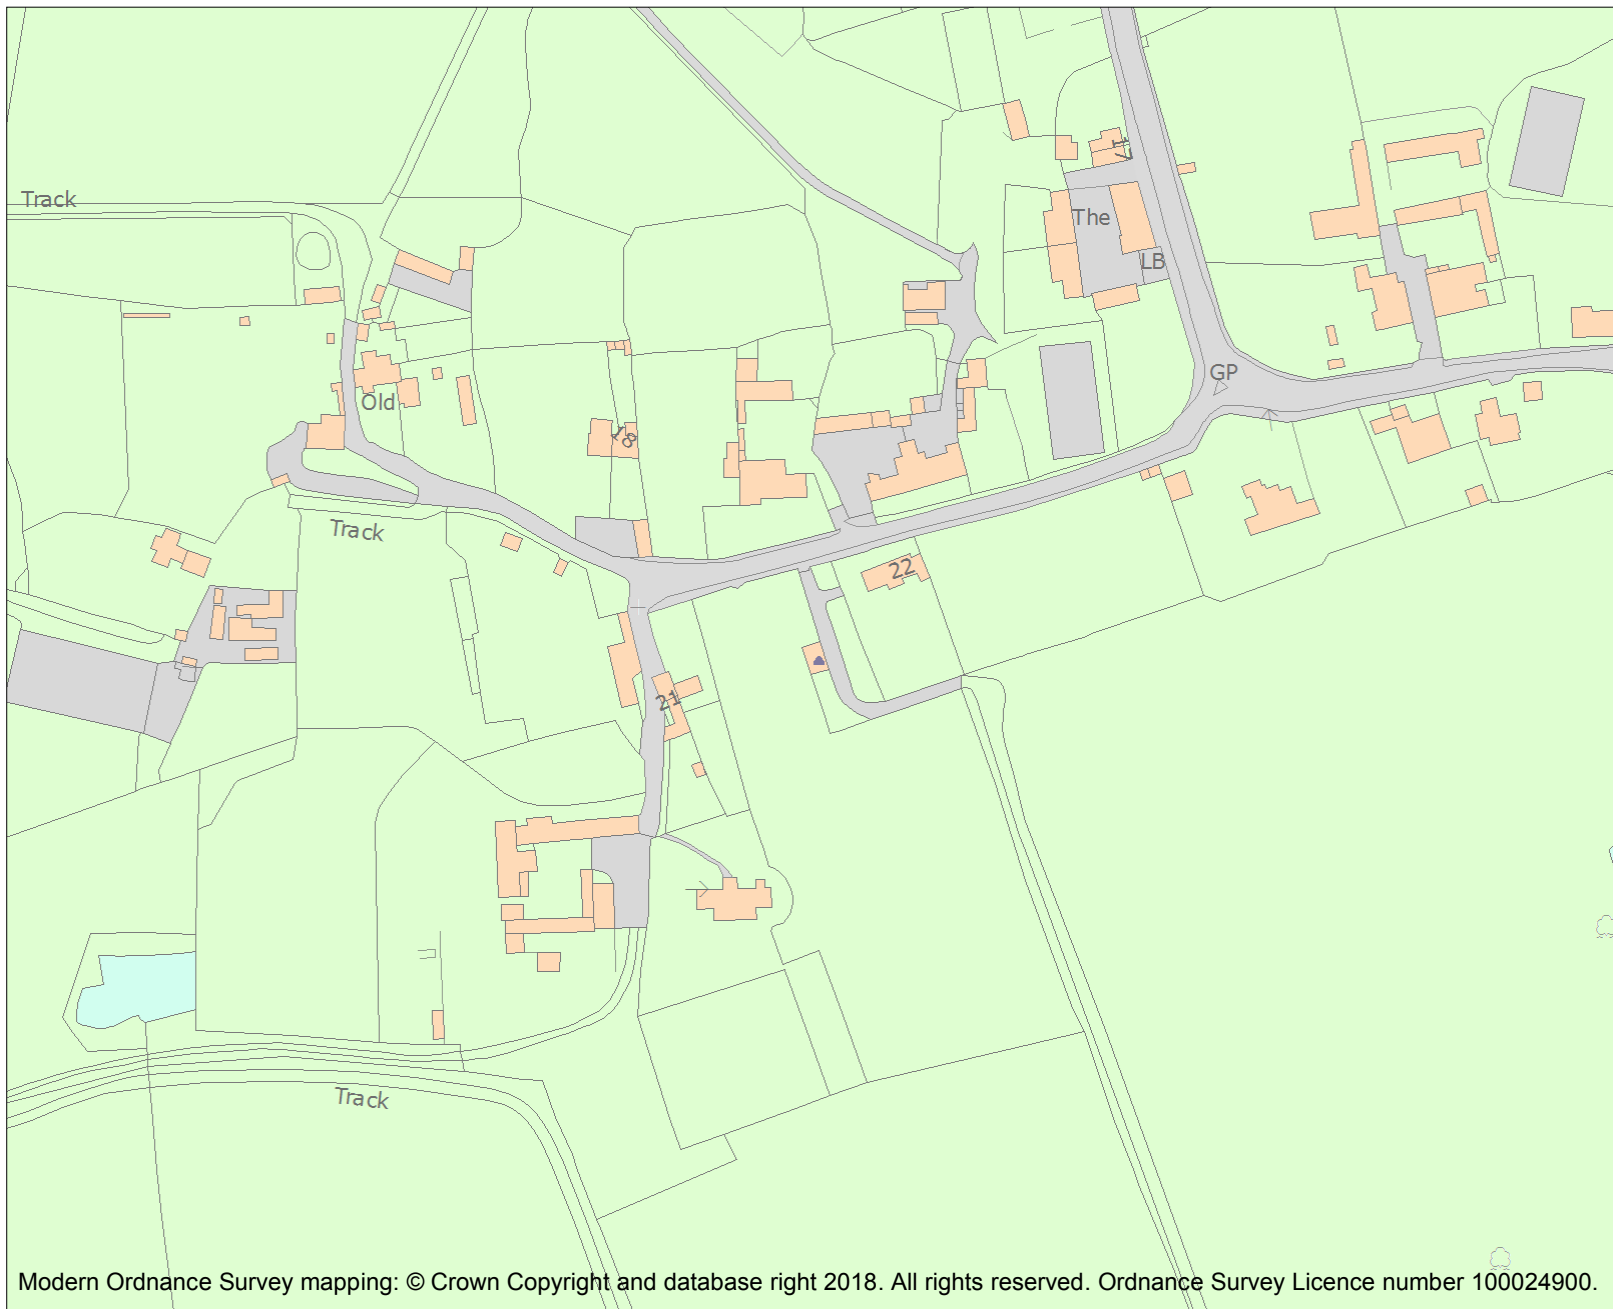 17
Track
The
LB
GP
Old
18
Track
22
21
Track
Modern Ordnance Survey mapping: © Crown Copyright and database right 2018. All rights reserved. Ordnance Survey Licence number 100024900.